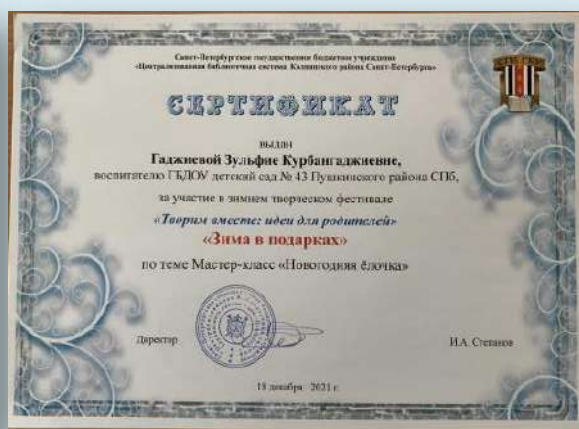 Санкт-Петербургское государственное бюджетное учреждение
«Централизованная библиотечная система Калининского района Санкт-Петербурга»
СЕРТИФИКАТ
выдан
Гаджиевой Зульфие Курбангаджиевне,
воспитателю ГБДОУ детский сад № 43 Пушкинского района СПб,
за участие в зимнем творческом фестивале
«Творим вместе: идеи для родителей»
«Зима в подарках»
по теме Мастер-класс «Новогодняя ёлочка»
Директор
И.А. Степанов
18 декабря 2021 г.